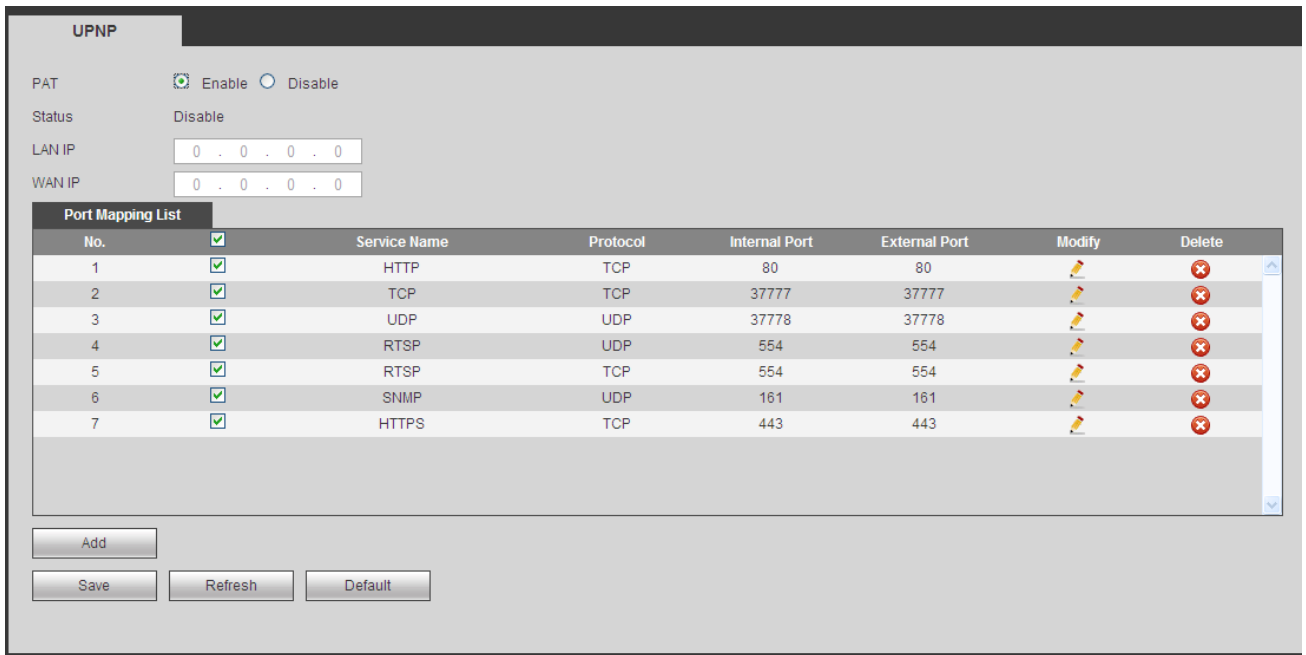 UPNP
PAT Enable Disable
Status Disable
LAN IP 0 . 0 . 0 . 0
WAN IP 0 . 0 . 0 . 0
Port Mapping List
No. Service Name Protocol Internal Port External Port Modify Delete
1 HTTP TCP 80 80
2 TCP TCP 37777 37777
3 UDP UDP 37778 37778
4 RTSP UDP 554 554
5 RTSP TCP 554 554
6 SNMP UDP 161 161
7 HTTPS TCP 443 443
Add
Save Refresh Default